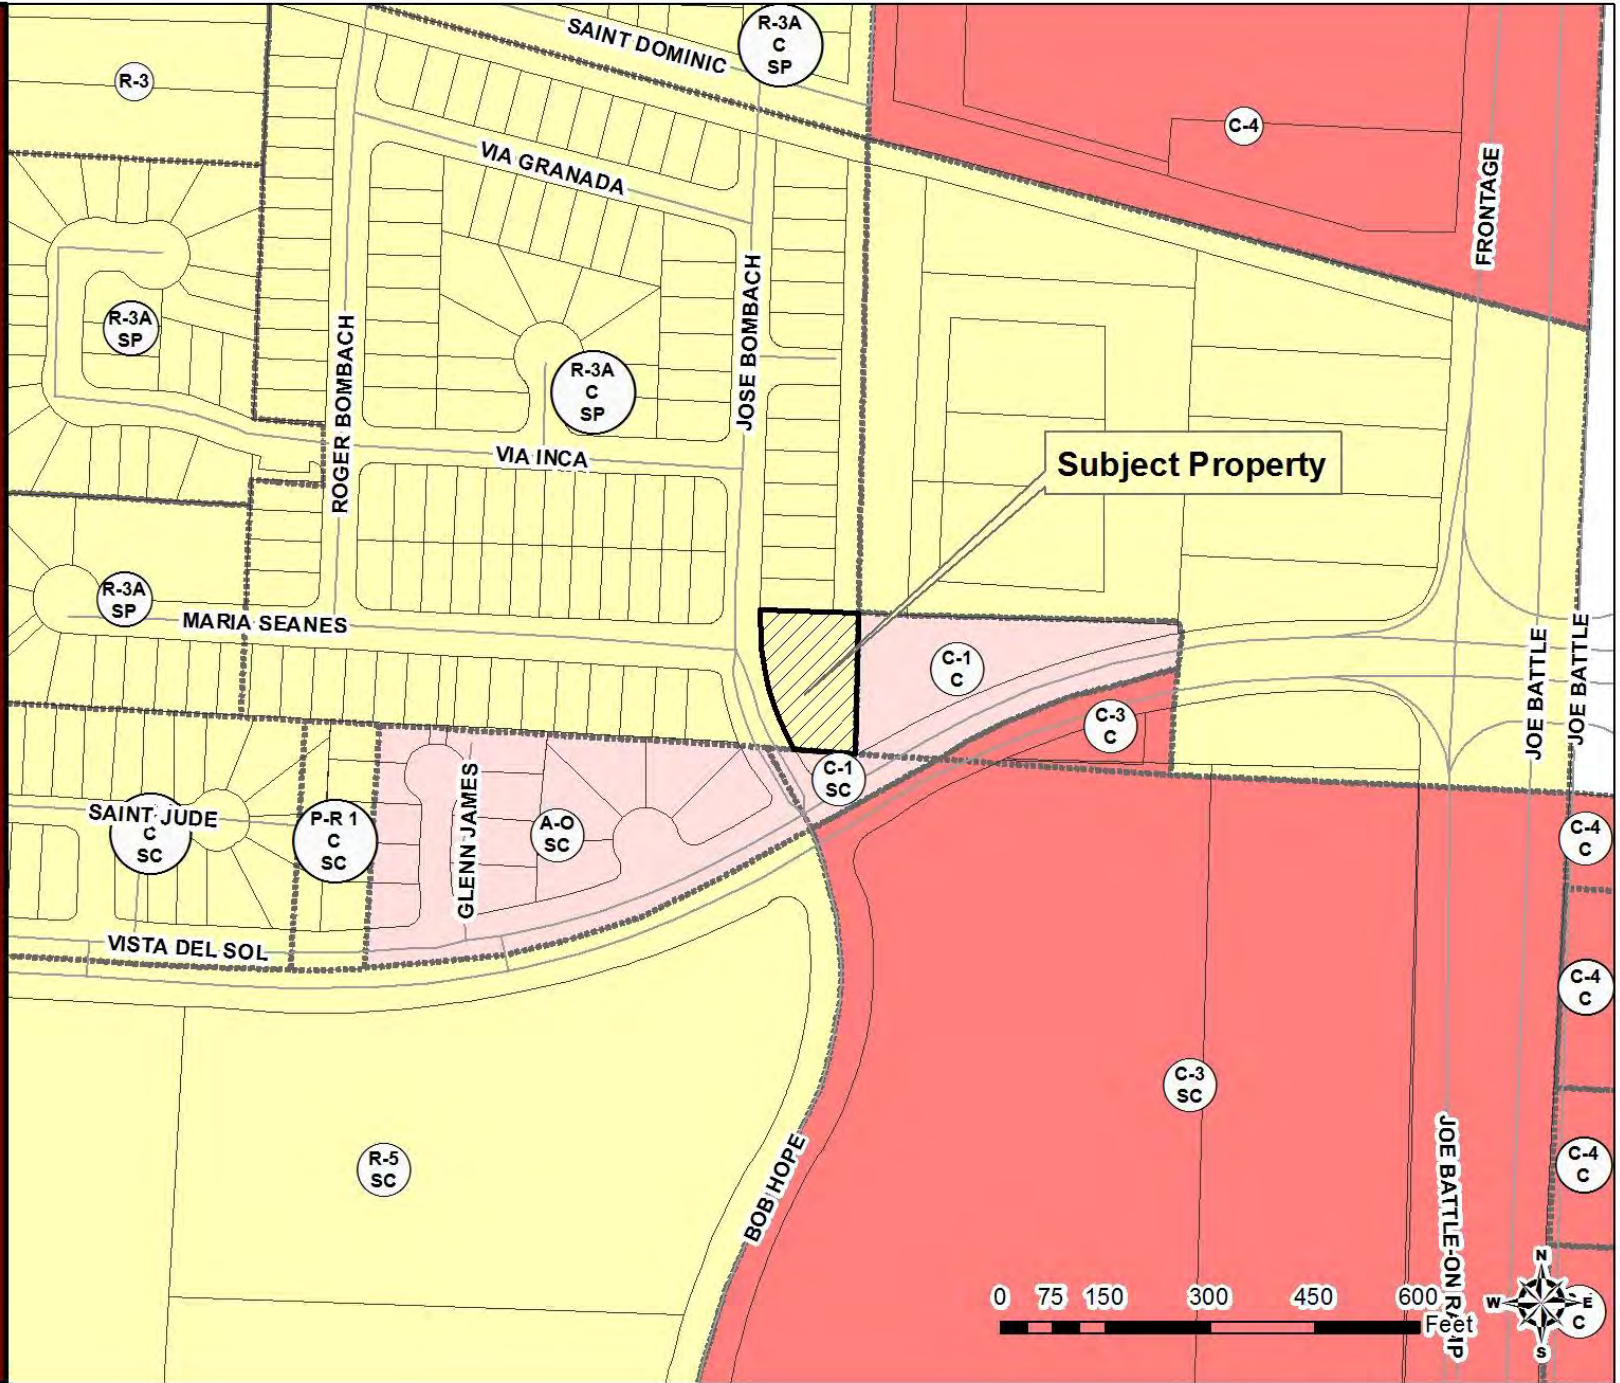 SAINT DOMINIC
R-3A
C
SP
R-3
C-4
VIA GRANADA
FRONTAGE
R-3A
SP
ROGER BOMBACH
JOSE BOMBACH
R-3A
C
SP
VIA INCA
Subject Property
R-3A
SP
MARIA SEANES
C-1
C
C-3
C
JOE BATTLE
JOE BATTLE
C-1
SC
SAINT JUDE
C
SC
P-R 1
C
SC
GLENN JAMES
A-O
SC
C-4
C
VISTA DEL SOL
C-4
C
R-5
SC
BOB HOPE
C-3
SC
C-4
C
JOE BATTLE-ON RAMP
0 75 150 300 450 600
Feet
N
W
E
S
C